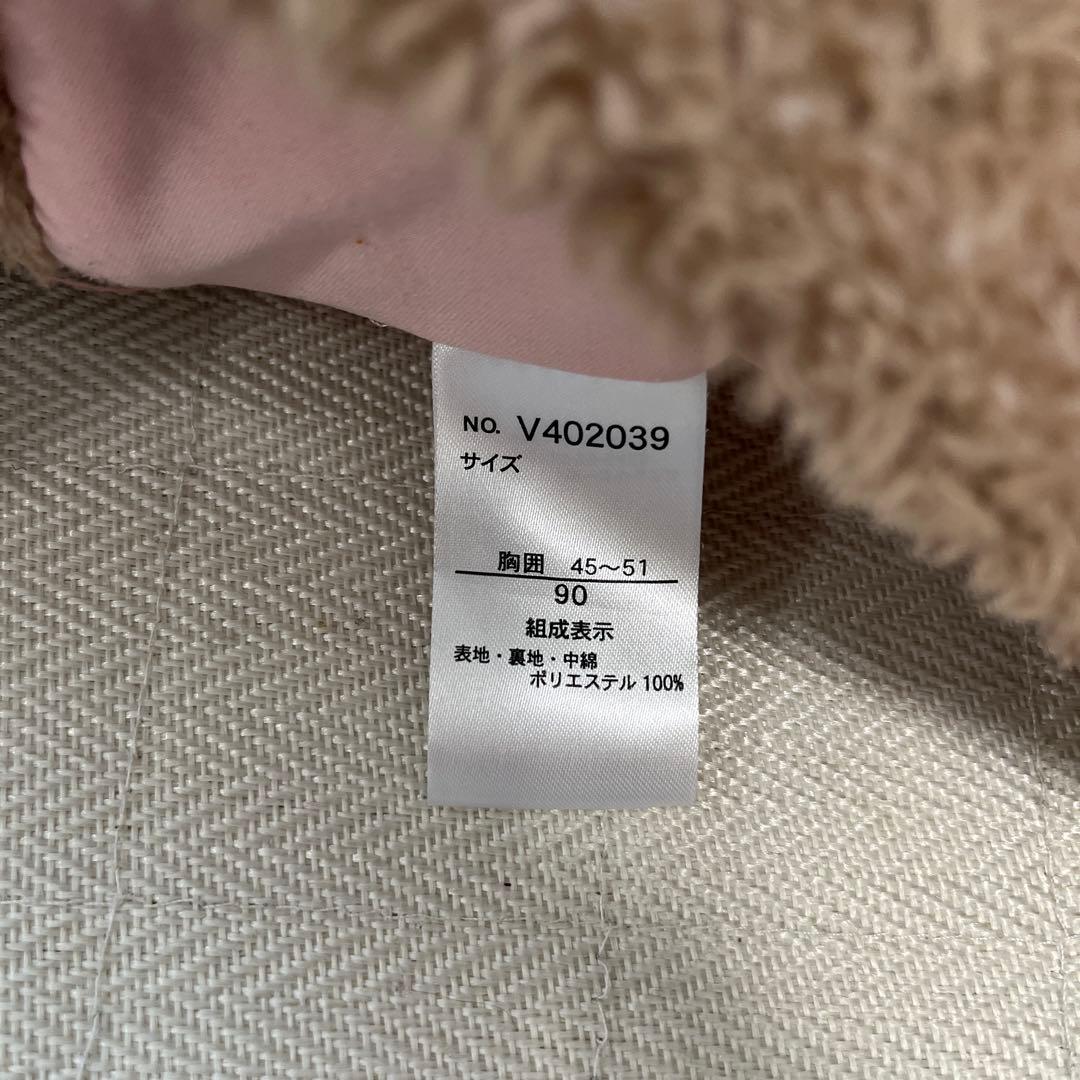 NO. V402039
サイズ
胸囲 45～51
90
組成表示
表地・裏地・中綿
ポリエステル 100%